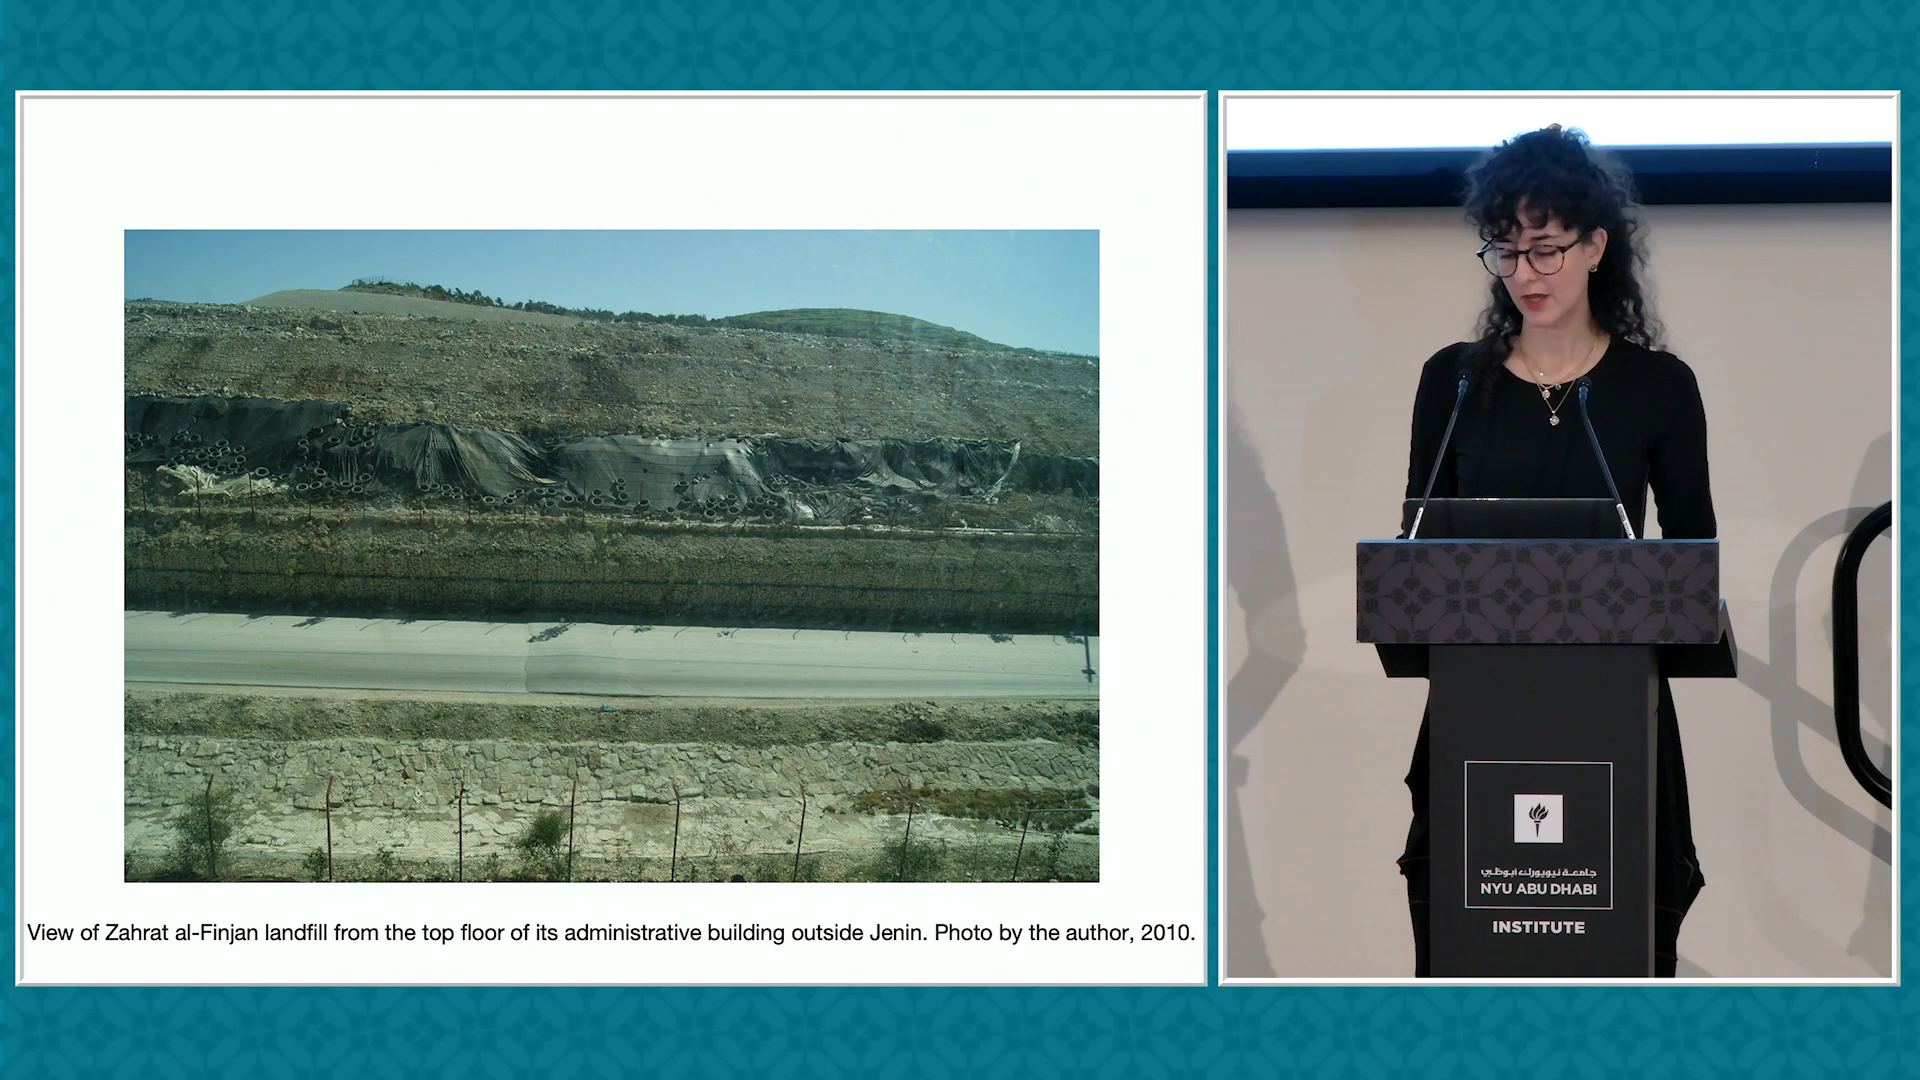 View of Zahrat al-Finjan landfill from the top floor of its administrative building outside Jenin. Photo by the author, 2010.
جامعة نيويورك أبوظبي
NYU ABU DHABI
INSTITUTE